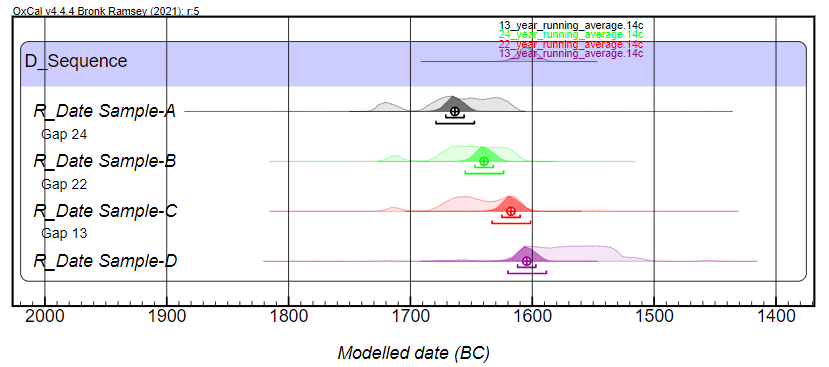 OxCal v4.4.4 Bronk Ramsey (2021); r:5
13_year_running_average.14c
24_year_running_average.14c
22_year_running_average.14c
13_year_running_average.14c
D_Sequence
R_Date Sample-A
Gap 24
R_Date Sample-B
Gap 22
R_Date Sample-C
Gap 13
R_Date Sample-D
2000 1900 1800 1700 1600 1500 1400
Modelled date (BC)